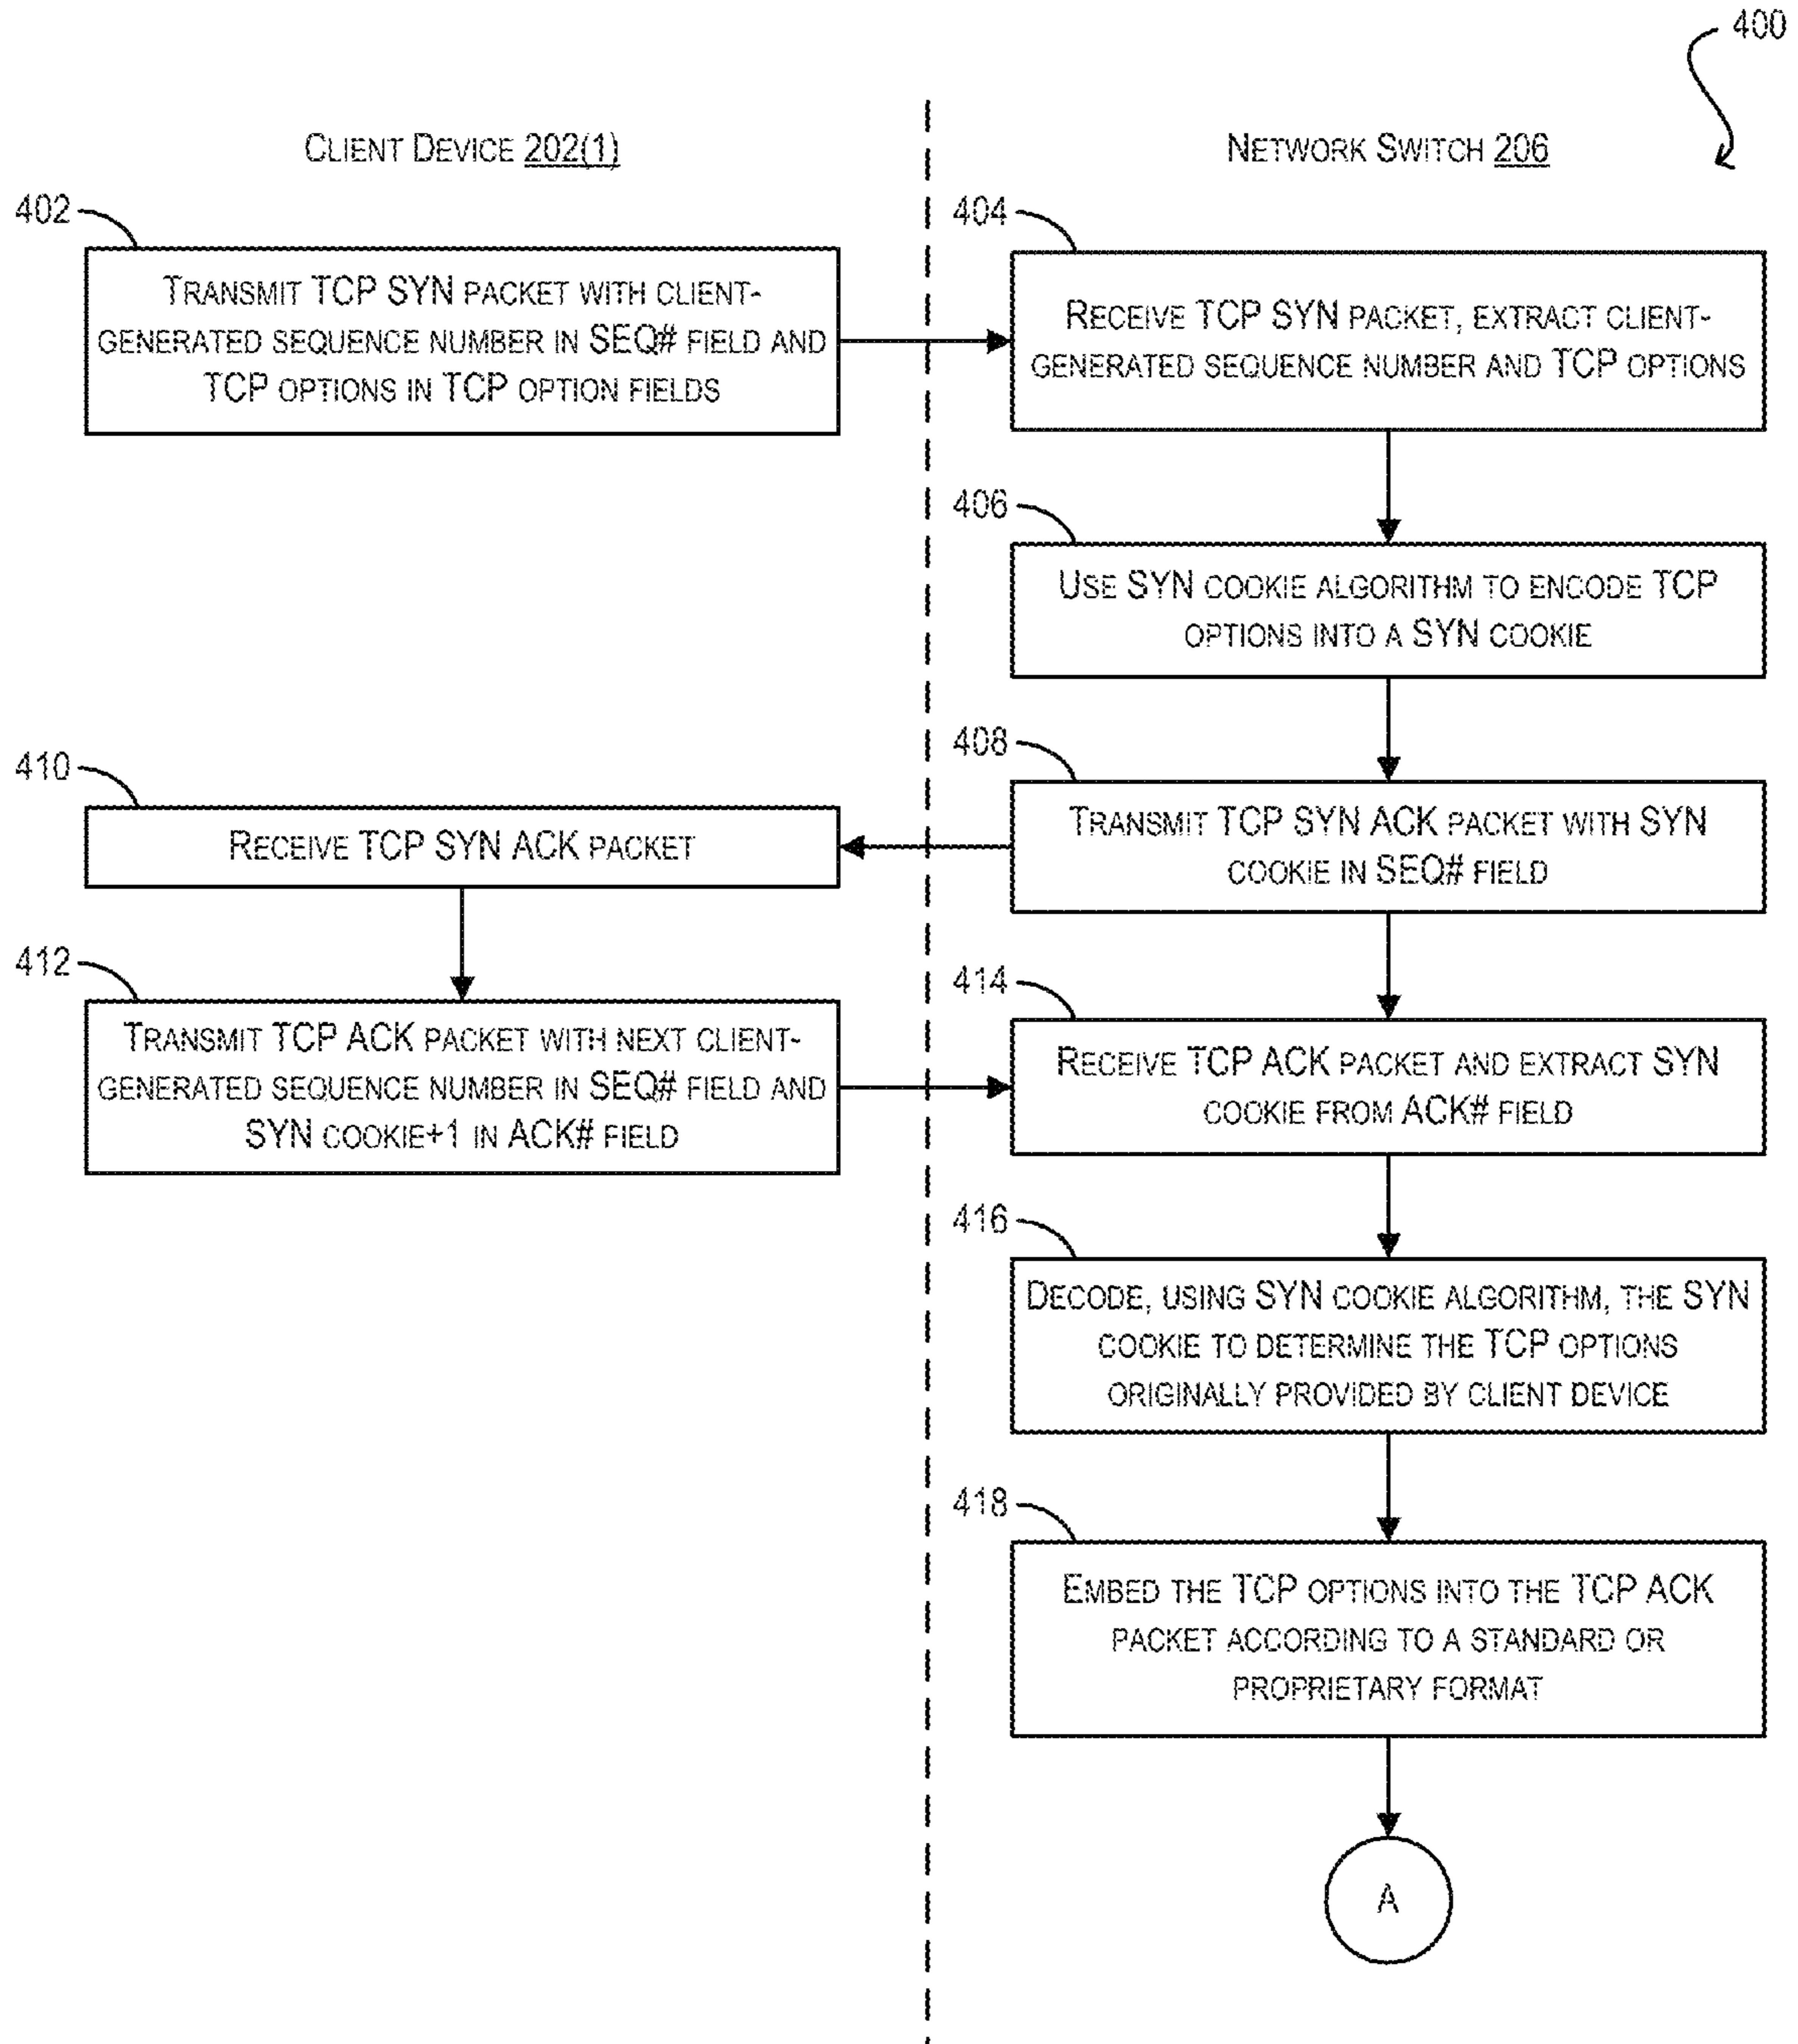 400
CLIENT DEVICE 202(1)
NETWORK SWITCH 206
402
TRANSMIT TCP SYN PACKET WITH CLIENT-
GENERATED SEQUENCE NUMBER IN SEQ# FIELD AND
TCP OPTIONS IN TCP OPTION FIELDS
404
RECEIVE TCP SYN PACKET, EXTRACT CLIENT-
GENERATED SEQUENCE NUMBER AND TCP OPTIONS
406
USE SYN COOKIE ALGORITHM TO ENCODE TCP
OPTIONS INTO A SYN COOKIE
408
TRANSMIT TCP SYN ACK PACKET WITH SYN
COOKIE IN SEQ# FIELD
410
RECEIVE TCP SYN ACK PACKET
412
TRANSMIT TCP ACK PACKET WITH NEXT CLIENT-
GENERATED SEQUENCE NUMBER IN SEQ# FIELD AND
SYN COOKIE+1 IN ACK# FIELD
414
RECEIVE TCP ACK PACKET AND EXTRACT SYN
COOKIE FROM ACK# FIELD
416
DECODE, USING SYN COOKIE ALGORITHM, THE SYN
COOKIE TO DETERMINE THE TCP OPTIONS
ORIGINALLY PROVIDED BY CLIENT DEVICE
418
EMBED THE TCP OPTIONS INTO THE TCP ACK
PACKET ACCORDING TO A STANDARD OR
PROPRIETARY FORMAT
A